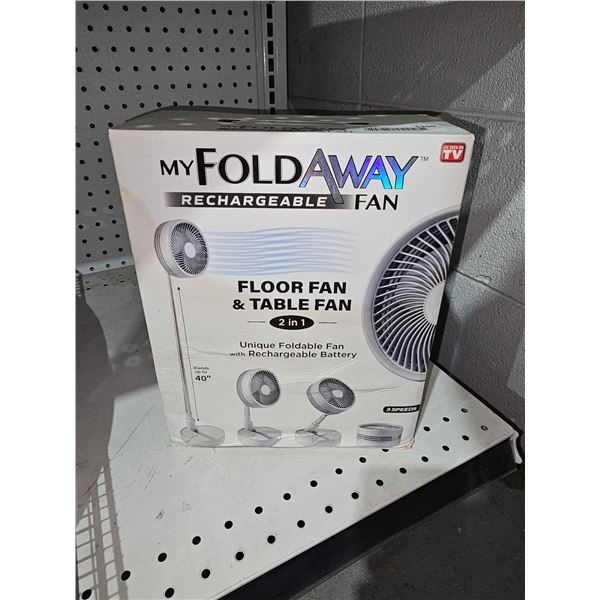 AS SEEN ON
TV
MY FOLDAWAY™
RECHARGEABLE FAN
FLOOR FAN
& TABLE FAN
2 in 1
Unique Foldable Fan
with Rechargeable Battery
Stands
up to
40"
3 SPEEDS